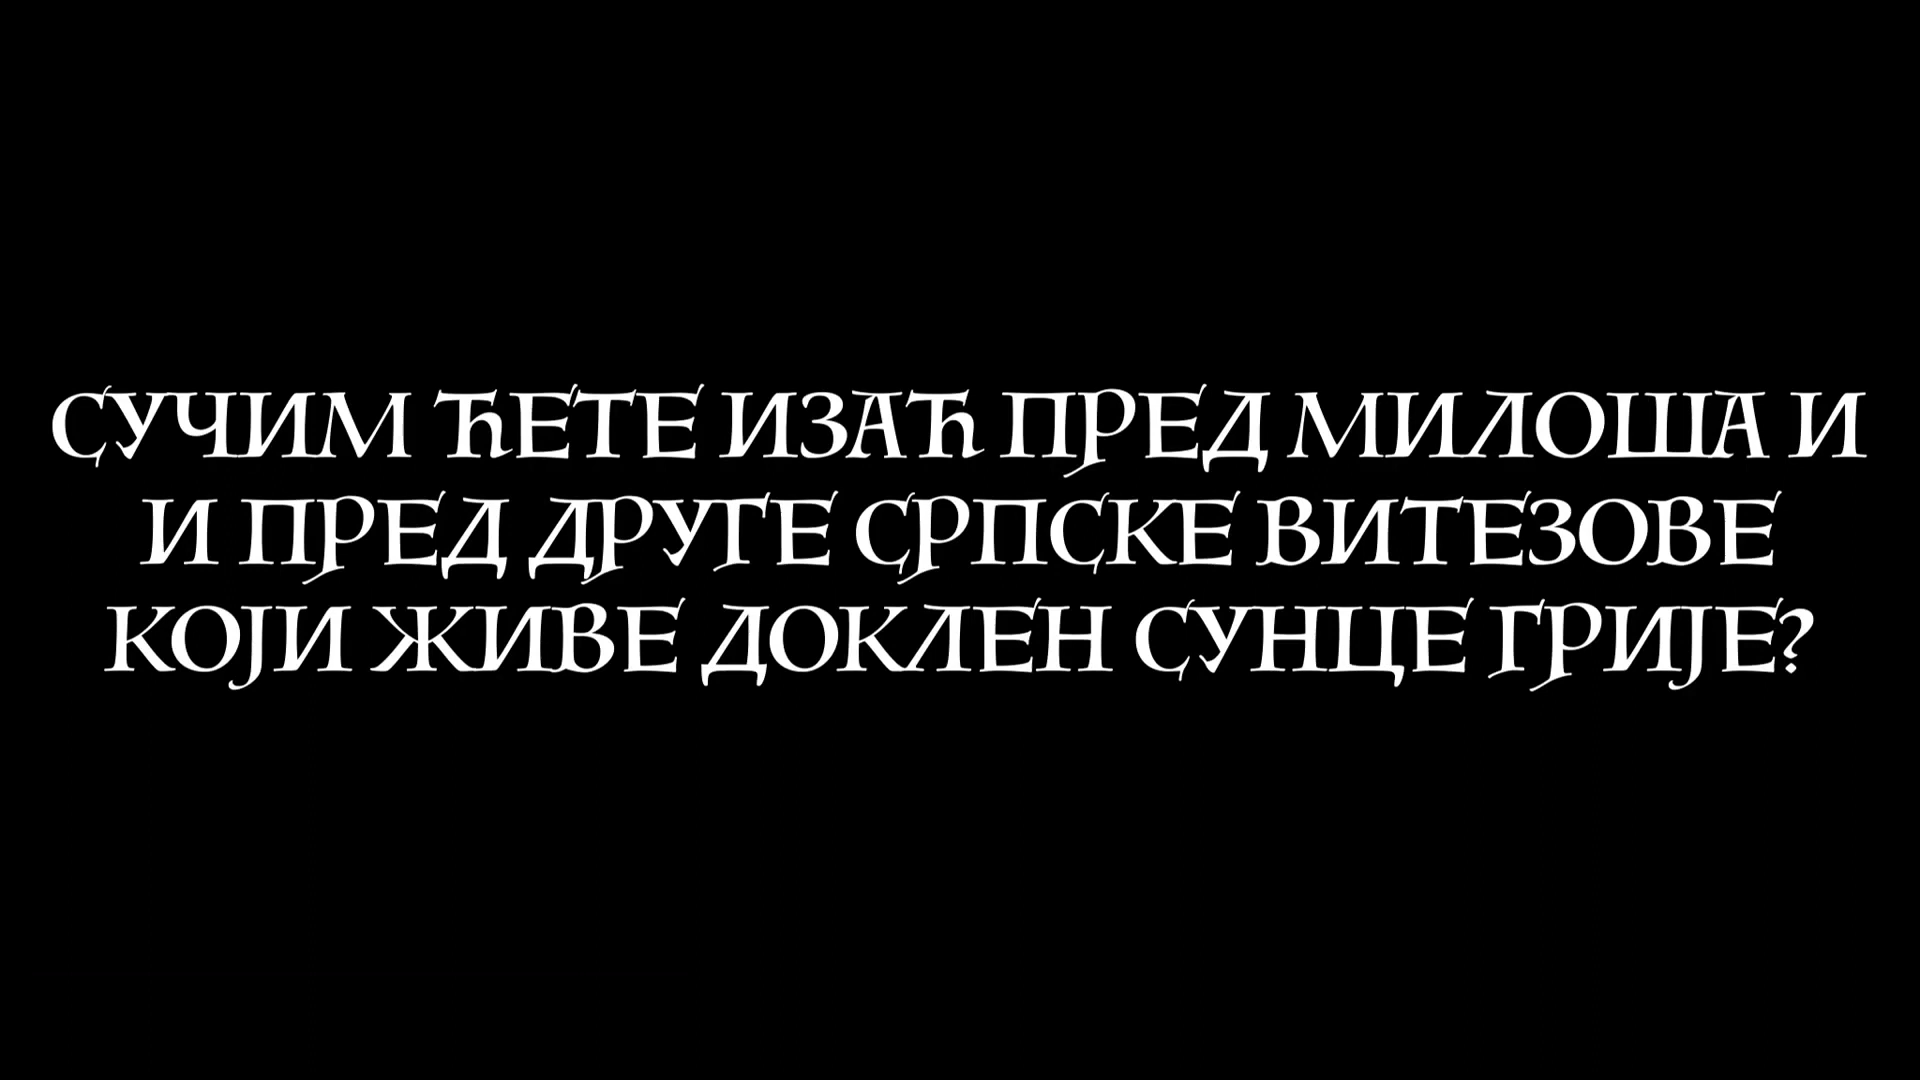 СУЧИМ ЋЕТЕ ИЗАЋ ПРЕД МИЛОША И
И ПРЕД ДРУГЕ СРПСКЕ ВИТЕЗОВЕ
КОЈИ ЖИВЕ ДОКЛЕН СУНЦЕ ГРИЈЕ?